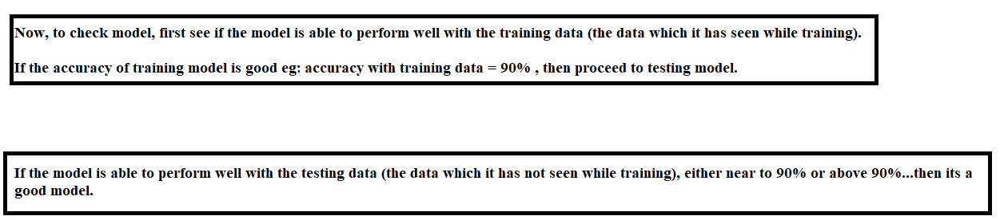 Now, to check model, first see if the model is able to perform well with the training data (the data which it has seen while training).
If the accuracy of training model is good eg: accuracy with training data = 90% , then proceed to testing model.
If the model is able to perform well with the testing data (the data which it has not seen while training), either near to 90% or above 90%...then its a
good model.